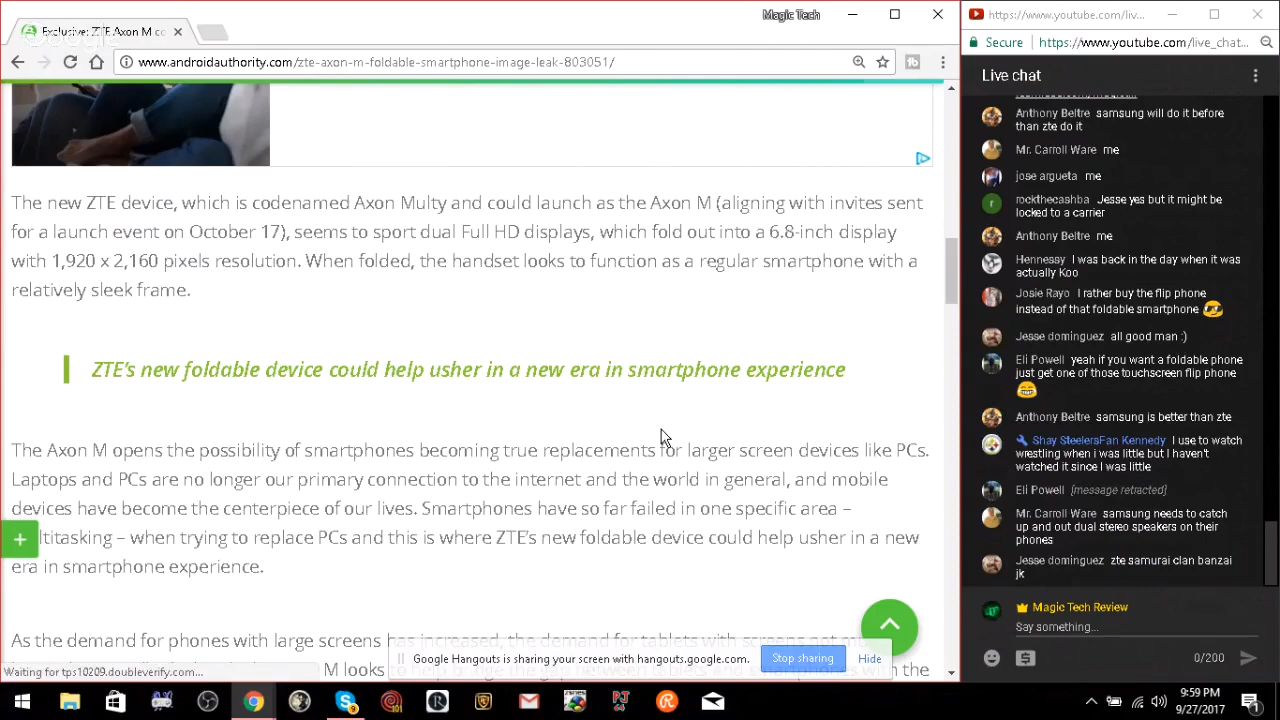 Magic Tech
Exclusive: ZTE Axon M co
www.androidauthority.com/zte-axon-m-foldable-smartphone-image-leak-803051/
The new ZTE device, which is codenamed Axon Multy and could launch as the Axon M (aligning with invites sent
for a launch event on October 17), seems to sport dual Full HD displays, which fold out into a 6.8-inch display
with 1,920 x 2,160 pixels resolution. When folded, the handset looks to function as a regular smartphone with a
relatively sleek frame.
ZTE's new foldable device could help usher in a new era in smartphone experience
The Axon M opens the possibility of smartphones becoming true replacements for larger screen devices like PCs.
Laptops and PCs are no longer our primary connection to the internet and the world in general, and mobile
devices have become the centerpiece of our lives. Smartphones have so far failed in one specific area –
ltitasking – when trying to replace PCs and this is where ZTE's new foldable device could help usher in a new
era in smartphone experience.
As the demand for phones with large screens has increased, the demand for tablets with screens
M looks to
the
Google Hangouts is sharing your screen with hangouts.google.com.
Stop sharing
Hide
Waiting for tps20203.doubleverify.com...
https://www.youtube.com/liv...
Secure
https://www.youtube.com/live_chat...
Live chat
Anthony Beltre samsung will do it before
than zte do it
Mr. Carroll Ware me
jose argueta me
rockthecashba Jesse yes but it might be
locked to a carrier
Anthony Beltre me
Hennessy I was back in the day when it was
actually Koo
Josie Rayo I rather buy the flip phone
instead of that foldable smartphone
Jesse dominguez all good man :)
Eli Powell yeah if you want a foldable phone
just get one of those touchscreen flip phone
Anthony Beltre samsung is better than zte
Shay SteelersFan Kennedy I use to watch
wrestling when i was little but I haven't
watched it since I was little
Eli Powell [message retracted]
Mr. Carroll Ware samsung needs to catch
up and out dual stereo speakers on their
phones
Jesse dominguez zte samurai clan banzai
jk
Magic Tech Review
Say something...
0/200
9:59 PM
9/27/2017